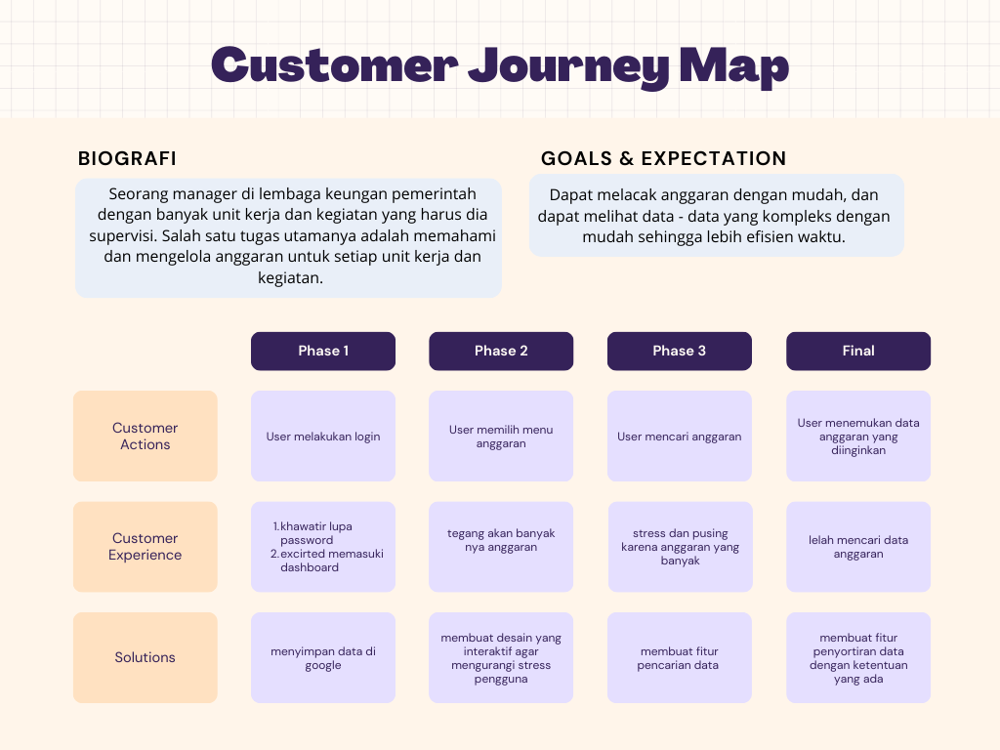 Customer Journey Map
BIOGRAFI
Seorang manager di lembaga keungan pemerintah
dengan banyak unit kerja dan kegiatan yang harus dia
supervisi. Salah satu tugas utamanya adalah memahami
dan mengelola anggaran untuk setiap unit kerja dan
kegiatan.
GOALS & EXPECTATION
Dapat melacak anggaran dengan mudah, dan
dapat melihat data - data yang kompleks dengan
mudah sehingga lebih efisien waktu.
Phase 1
Phase 2
Phase 3
Final
Customer
Actions
User melakukan login
User memilih menu
anggaran
User mencari anggaran
User menemukan data
anggaran yang
diinginkan
Customer
Experience
1. khawatir lupa
password
2. excirted memasuki
dashboard
tegang akan banyak
nya anggaran
stress dan pusing
karena anggaran yang
banyak
lelah mencari data
anggaran
Solutions
menyimpan data di
google
membuat desain yang
interaktif agar
mengurangi stress
pengguna
membuat fitur
pencarian data
membuat fitur
penyortiran data
dengan ketentuan
yang ada